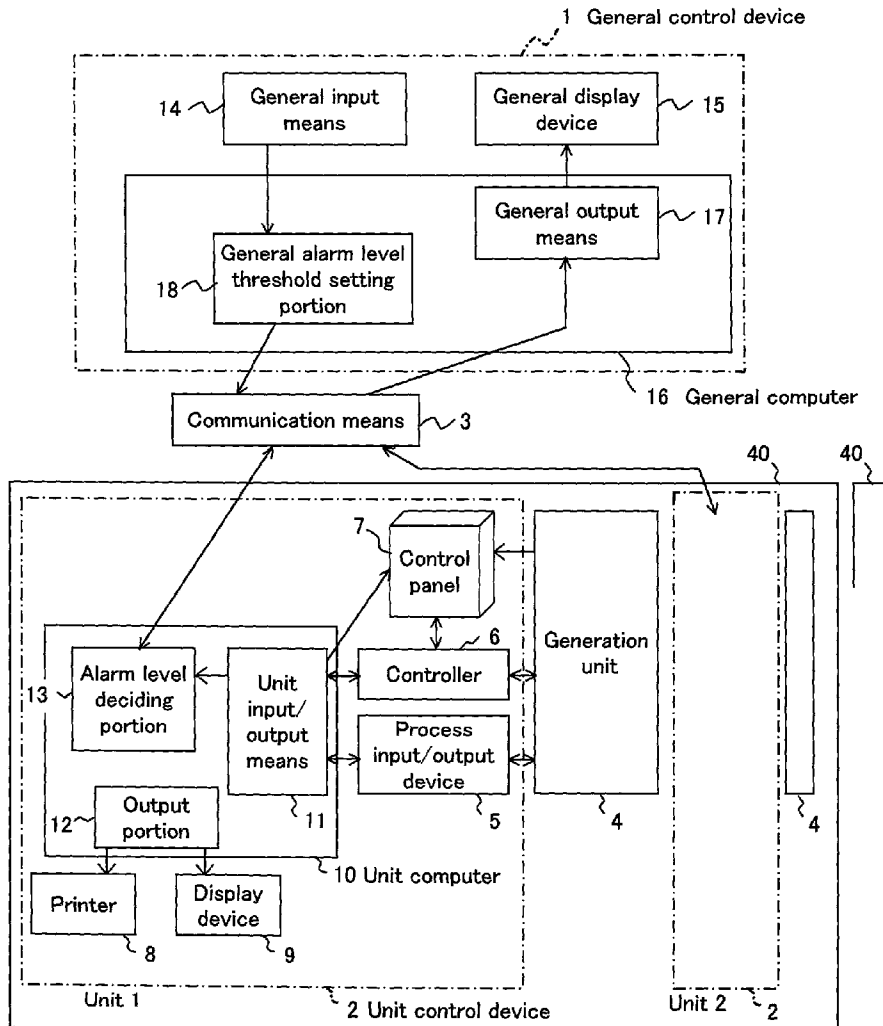 1 General control device
14
General input
means
General display
device
15
General output
means
17
18
General alarm level
threshold setting
portion
16 General computer
Communication means
3
40
40
7
Control
panel
6
Generation
unit
13
Alarm level
deciding
portion
Unit
input/
output
means
Controller
Process
input/output
device
12
Output
portion
11
5
4
4
10 Unit computer
Printer
Display
device
8
9
Unit 1
2 Unit control device
Unit 2
2